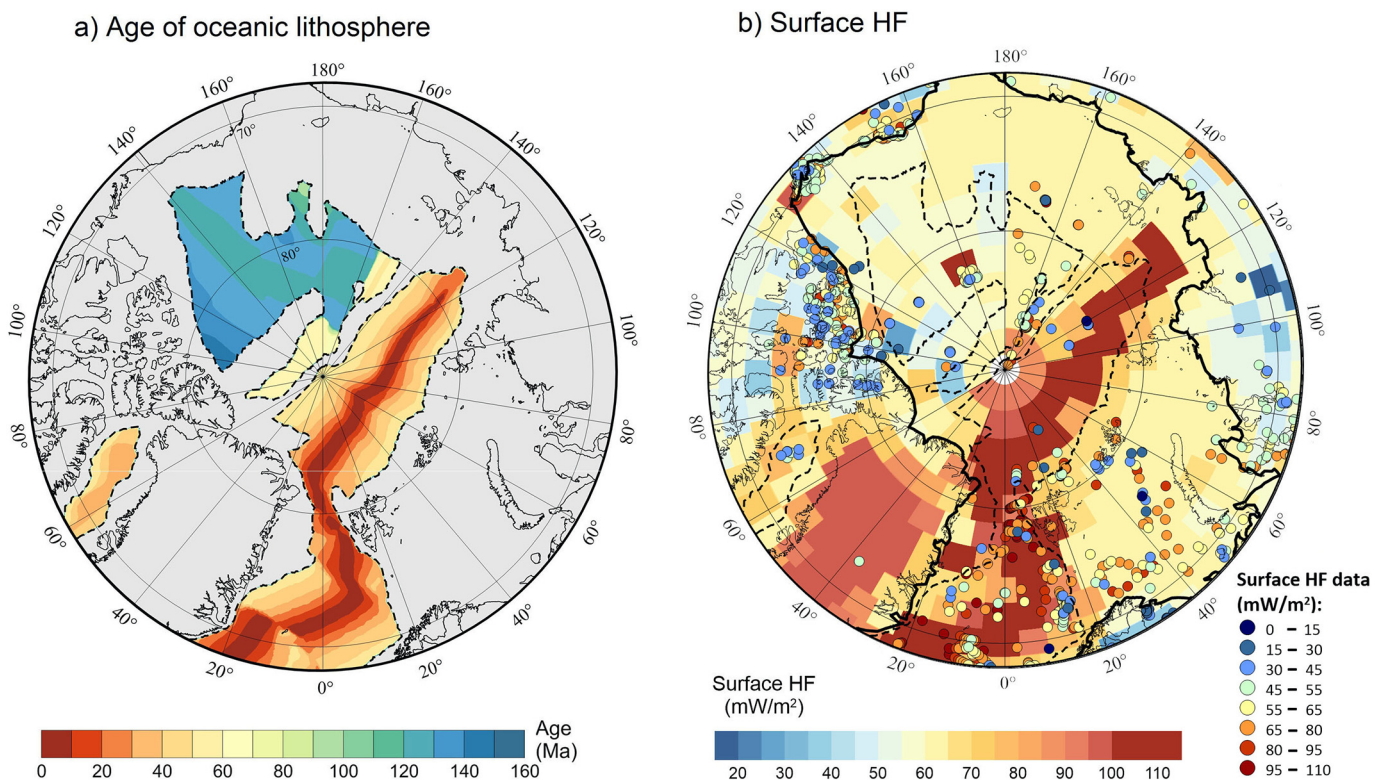 a) Age of oceanic lithosphere
b) Surface HF
180°
160°
160°
140°
140°
120°
120°
100°
100°
80°
80°
60°
60°
40°
40°
20°
20°
0°
70°
80°
180°
160°
160°
140°
140°
120°
120°
100°
100°
80°
80°
60°
60°
40°
40°
20°
20°
0°
Age
(Ma)
0 20 40 60 80 100 120 140 160
Surface HF
(mW/m²)
20 30 40 50 60 70 80 90 100 110
Surface HF data
(mW/m²):
0 – 15
15 – 30
30 – 45
45 – 55
55 – 65
65 – 80
80 – 95
95 – 110